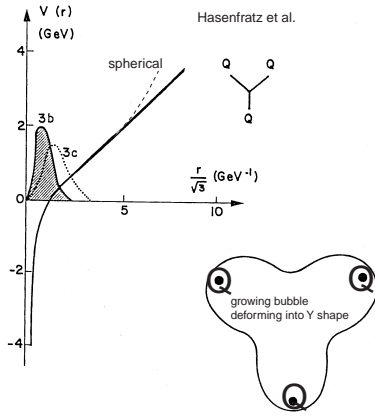 V (r)
(GeV)
Hasenfratz et al.
4
spherical
Q Q
Q
2
3b
3c
r/√3 (GeV⁻¹)
0
5
10
-2
Q Q
growing bubble
deforming into Y shape
-4
Q